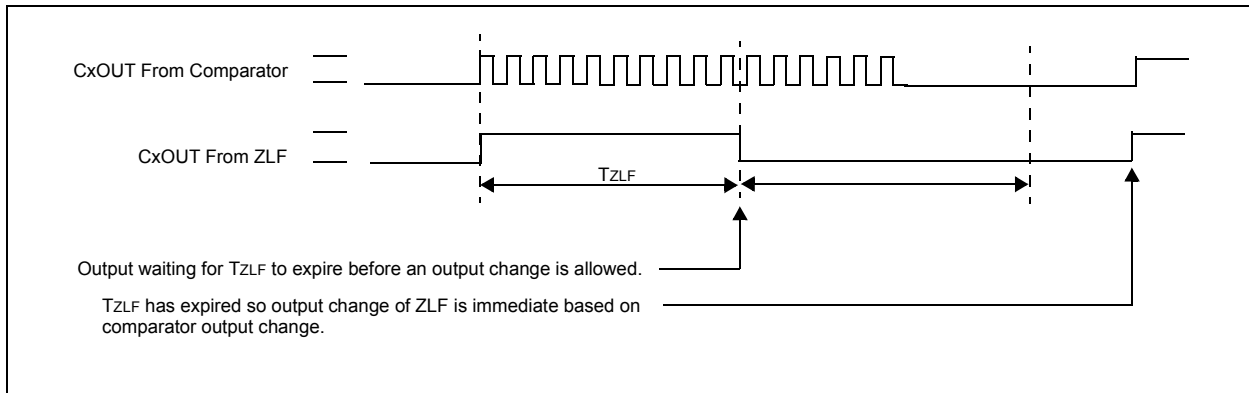 CxOUT From Comparator
CxOUT From ZLF
TZLF
Output waiting for TZLF to expire before an output change is allowed.
TZLF has expired so output change of ZLF is immediate based on
comparator output change.